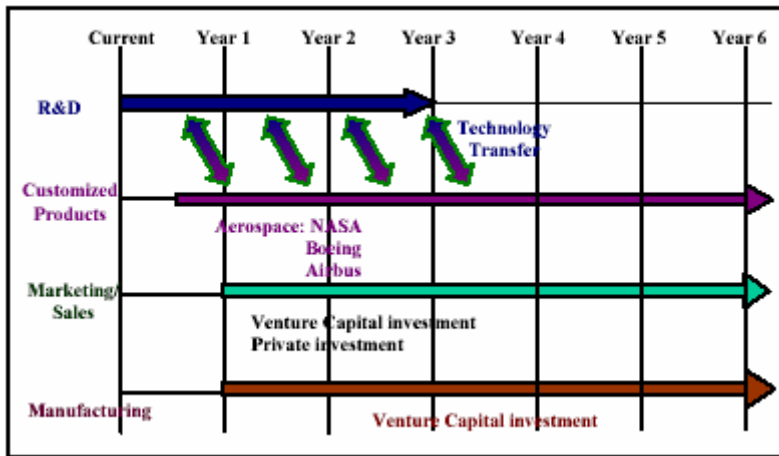 Current Year 1 Year 2 Year 3 Year 4 Year 5 Year 6
R&D
Technology
Transfer
Customized
Products
Aerospace: NASA
Boeing
Airbus
Marketing/
Sales
Venture Capital investment
Private investment
Manufacturing
Venture Capital investment